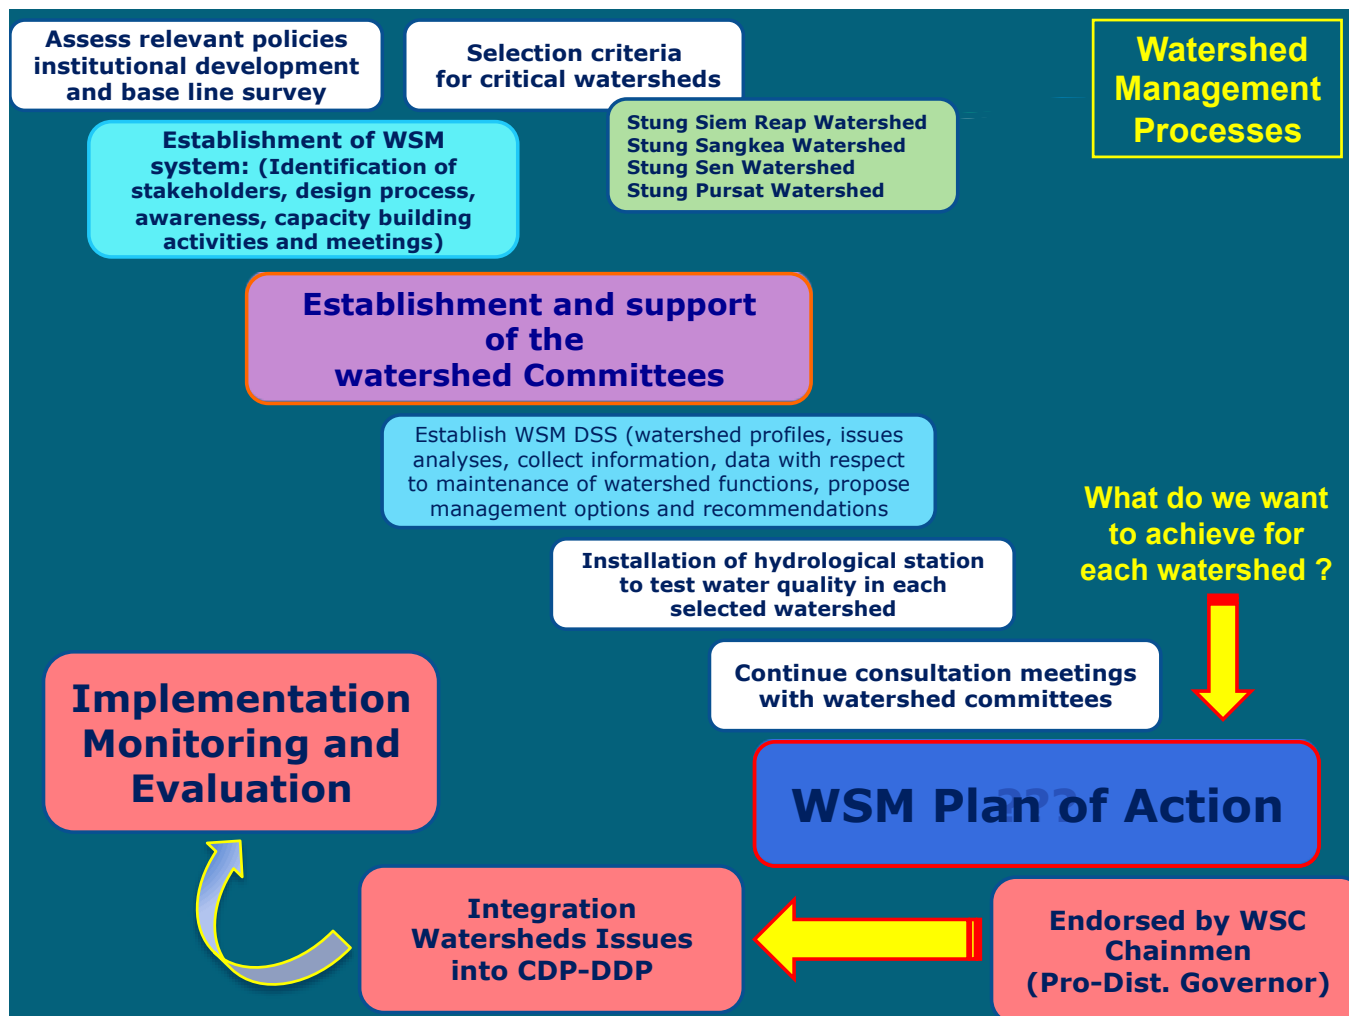 Assess relevant policies
institutional development
and base line survey
Selection criteria
for critical watersheds
Watershed
Management
Processes
Stung Siem Reap Watershed
Stung Sangkea Watershed
Stung Sen Watershed
Stung Pursat Watershed
Establishment of WSM
system: (Identification of
stakeholders, design process,
awareness, capacity building
activities and meetings)
Establishment and support
of the
watershed Committees
Establish WSM DSS (watershed profiles, issues
analyses, collect information, data with respect
to maintenance of watershed functions, propose
management options and recommendations
What do we want
to achieve for
each watershed ?
Installation of hydrological station
to test water quality in each
selected watershed
Continue consultation meetings
with watershed committees
Implementation
Monitoring and
Evaluation
???
WSM Plan of Action
Endorsed by WSC
Chainmen
(Pro-Dist. Governor)
Integration
Watersheds Issues
into CDP-DDP